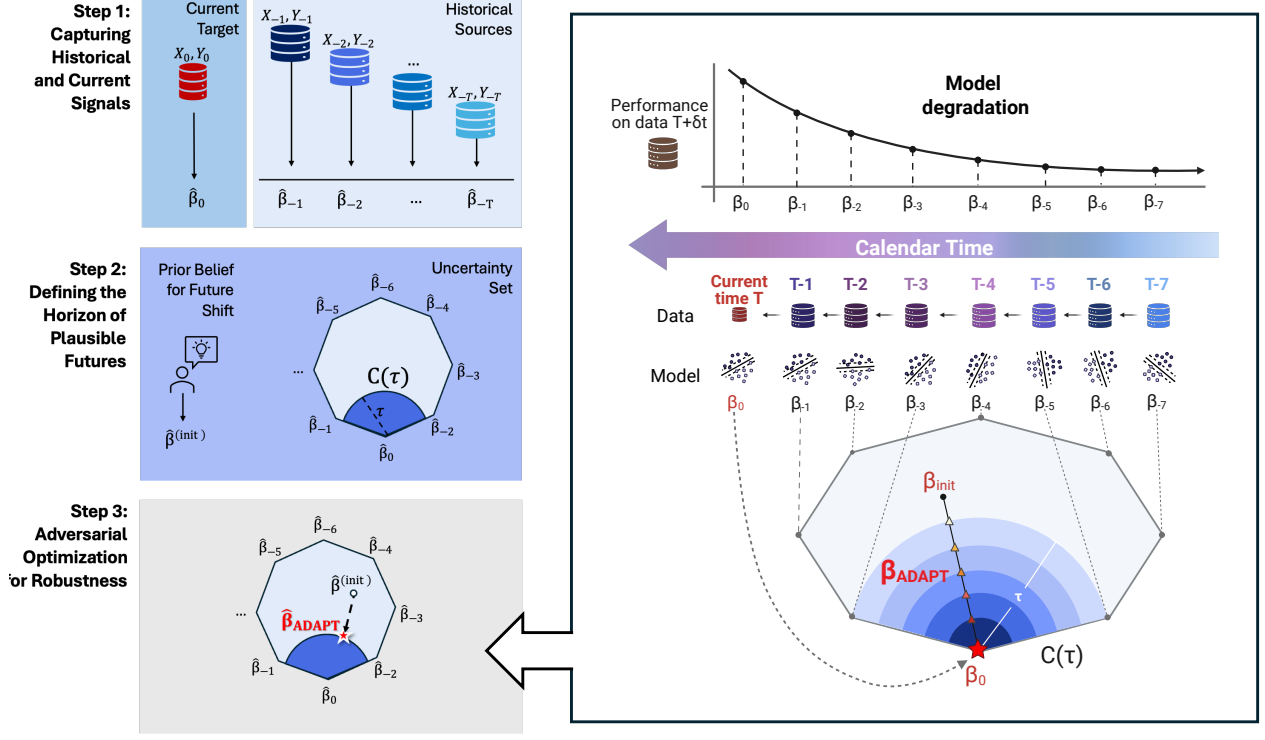 Step 1:
Capturing
Historical
and Current
Signals
Current
Target
X₀, Y₀
β̂₀
Historical
Sources
X₋₁, Y₋₁
X₋₂, Y₋₂
...
X₋T, Y₋T
β̂₋₁
β̂₋₂
...
β̂₋T
Step 2:
Defining the
Horizon of
Plausible
Futures
Prior Belief
for Future
Shift
β̂⁽ⁱⁿⁱᵗ⁾
Uncertainty
Set
β̂₋₆
β̂₋₅
β̂₋₄
...
β̂₋₃
C(τ)
τ
β̂₋₁
β̂₋₂
β̂₀
Step 3:
Adversarial
Optimization
for Robustness
β̂₋₆
β̂₋₅
β̂₋₄
β̂⁽ⁱⁿⁱᵗ⁾
...
β̂₋₃
β̂ADAPT
β̂₋₁
β̂₋₂
β̂₀
Model
degradation
Performance
on data T+δt
β₀ β₋₁ β₋₂ β₋₃ β₋₄ β₋₅ β₋₆ β₋₇
Calendar Time
Current
time T
T-1 T-2 T-3 T-4 T-5 T-6 T-7
Data
Model
β₀ β₋₁ β₋₂ β₋₃ β₋₄ β₋₅ β₋₆ β₋₇
βinit
βADAPT
τ
C(τ)
β₀